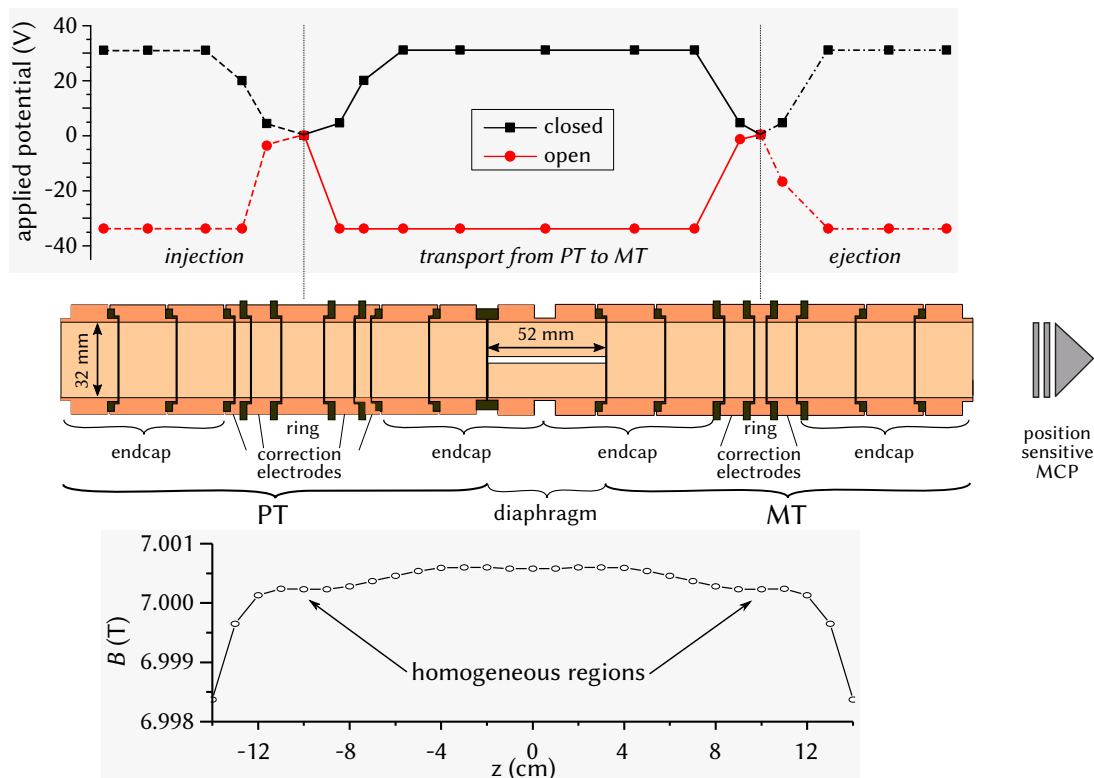 applied potential (V)
40
20
0
-20
-40
closed
open
injection
transport from PT to MT
ejection
32 mm
52 mm
endcap
ring
correction
electrodes
endcap
endcap
ring
correction
electrodes
endcap
position
sensitive
MCP
PT
diaphragm
MT
B (T)
7.001
7.000
6.999
6.998
homogeneous regions
-12
-8
-4
0
4
8
12
z (cm)